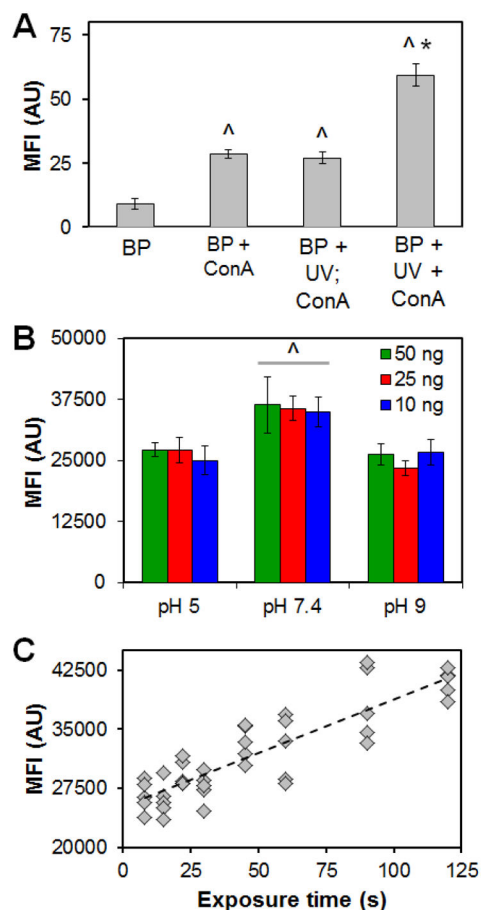 A
MFI (AU)
75
50
25
0
^
^
^ *
BP
BP + ConA
BP + UV; ConA
BP + UV + ConA
B
MFI (AU)
50000
37500
25000
12500
0
^
50 ng
25 ng
10 ng
pH 5
pH 7.4
pH 9
C
MFI (AU)
42500
35000
27500
20000
0
25
50
75
100
125
Exposure time (s)